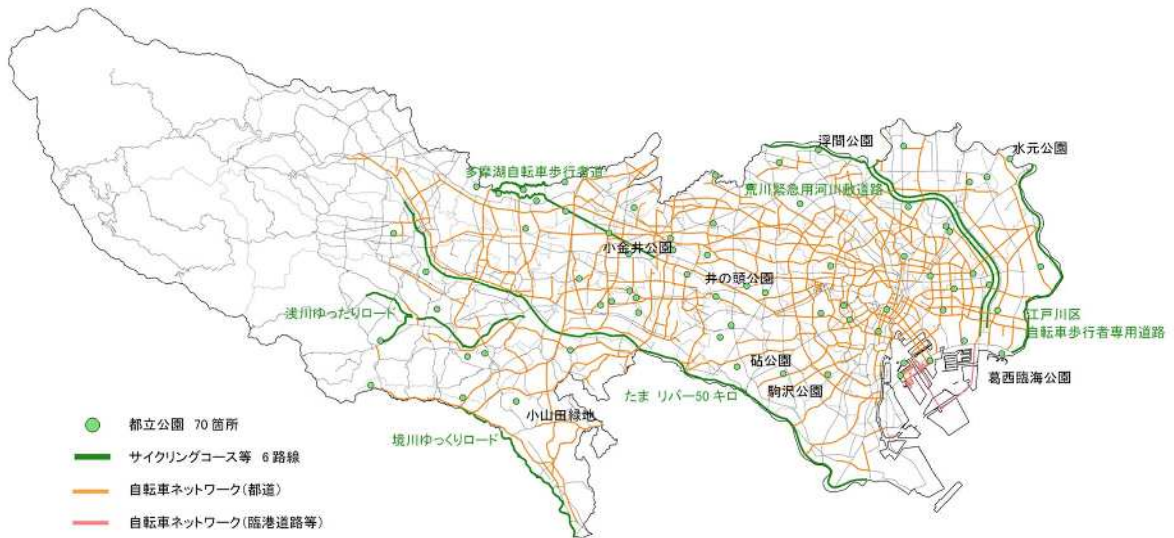 浮間公園
水元公園
多摩湖自転車歩行者道
荒川緊急用河川敷道路
小金井公園
井の頭公園
浅川ゆったりロード
江戸川区
自転車歩行者専用道路
砧公園
葛西臨海公園
駒沢公園
たま リバー50 キロ
小山田緑地
境川ゆっくりロード
都立公園 70 箇所
サイクリングコース等 6 路線
自転車ネットワーク(都道)
自転車ネットワーク(臨港道路等)